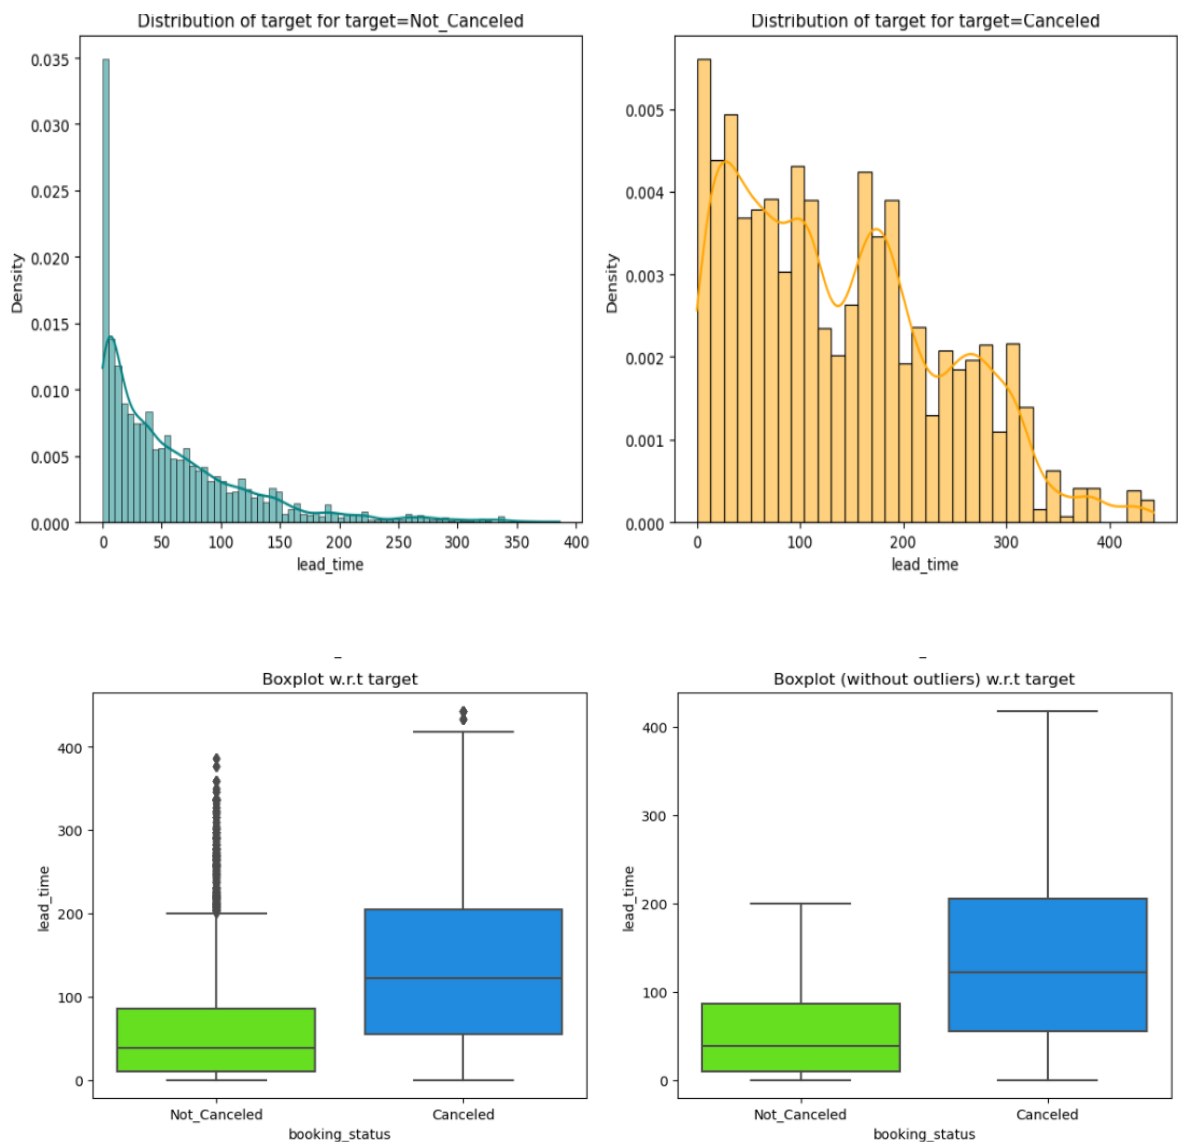 Distribution of target for target=Not_Canceled
0.035
0.030
0.025
0.020
0.015
0.010
0.005
0.000
Density
0 50 100 150 200 250 300 350 400
lead_time
Distribution of target for target=Canceled
0.005
0.004
0.003
0.002
0.001
0.000
Density
0 100 200 300 400
lead_time
Boxplot w.r.t target
400
300
200
100
0
lead_time
Not_Canceled Canceled
booking_status
Boxplot (without outliers) w.r.t target
400
300
200
100
0
lead_time
Not_Canceled Canceled
booking_status